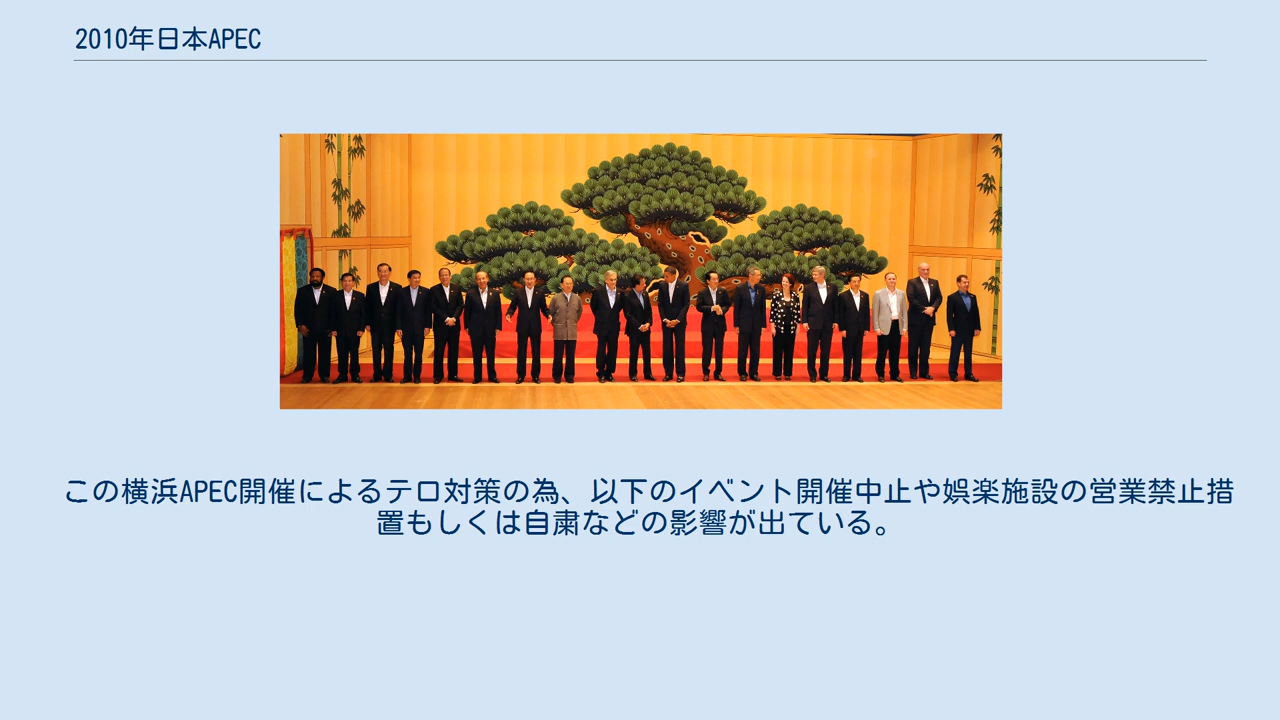 2010年日本APEC
この横浜APEC開催によるテロ対策の為、以下のイベント開催中止や娯楽施設の営業禁止措
置もしくは自粛などの影響が出ている。